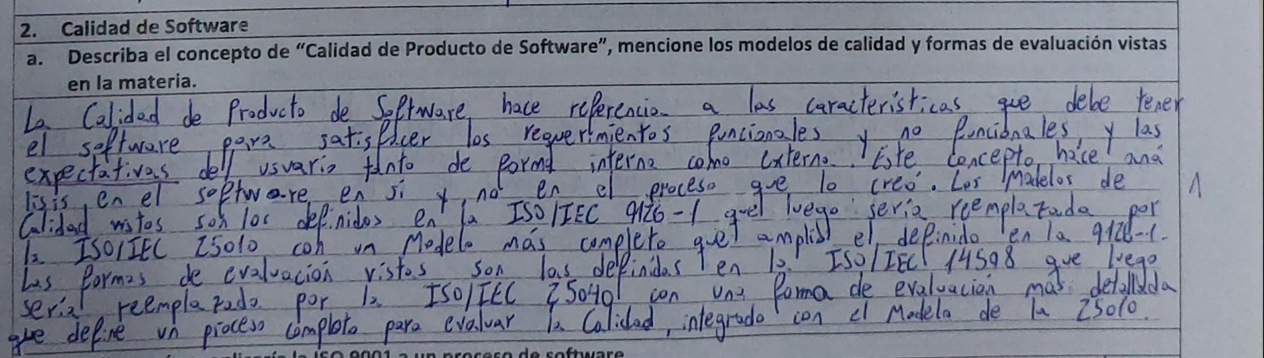 2. Calidad de Software
a. Describa el concepto de “Calidad de Producto de Software”, mencione los modelos de calidad y formas de evaluación vistas
en la materia.
La Calidad de Producto de Software, hace referencia a las características que debe tener
el software para satisfacer los requerimientos funcionales y no funcionales, y las
expectativas del usuario tanto de forma interna como externa. Este concepto, hace aná
lisis, en el software en sí y, no en el proceso que lo creó. Los Modelos de
Calidad vistos son los definidos en la ISO/IEC 9126-1 que luego sería reemplazada por
la ISO/IEC 25010 con un Modelo más completo que amplió el definido en la 9126-1.
Las formas de evaluación vistos son las definidas en la ISO/IEC 14598 que luego
sería reemplazada por la ISO/IEC 25040 con una forma de evaluación más detallada
que define un proceso completo para evaluar la Calidad, integrado con el Modelo de la 25010.
1
la ISO 9001 a un proceso de software